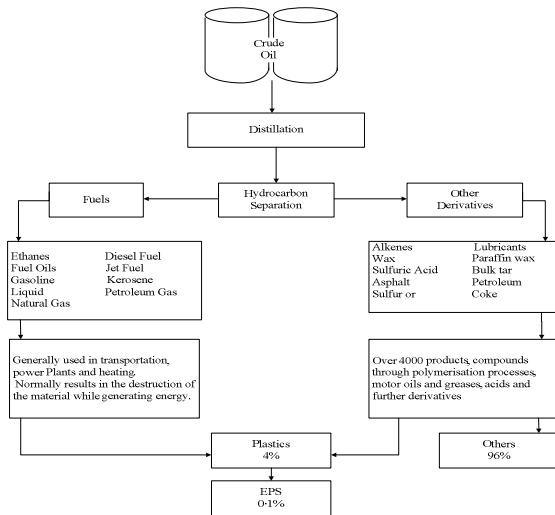 Crude
Oil
Distillation
Fuels
Hydrocarbon
Separation
Other
Derivatives
Ethanes Diesel Fuel
Fuel Oils Jet Fuel
Gasoline Kerosene
Liquid Petroleum Gas
Natural Gas
Alkenes Lubricants
Wax Paraffin wax
Sulfuric Acid Bulk tar
Asphalt Petroleum
Sulfur or Coke
Generally used in transportation,
power Plants and heating.
Normally results in the destruction of
the material while generating energy.
Over 4000 products, compounds
through polymerisation processes,
motor oils and greases, acids and
further derivatives
Plastics
4%
Others
96%
EPS
0·1%